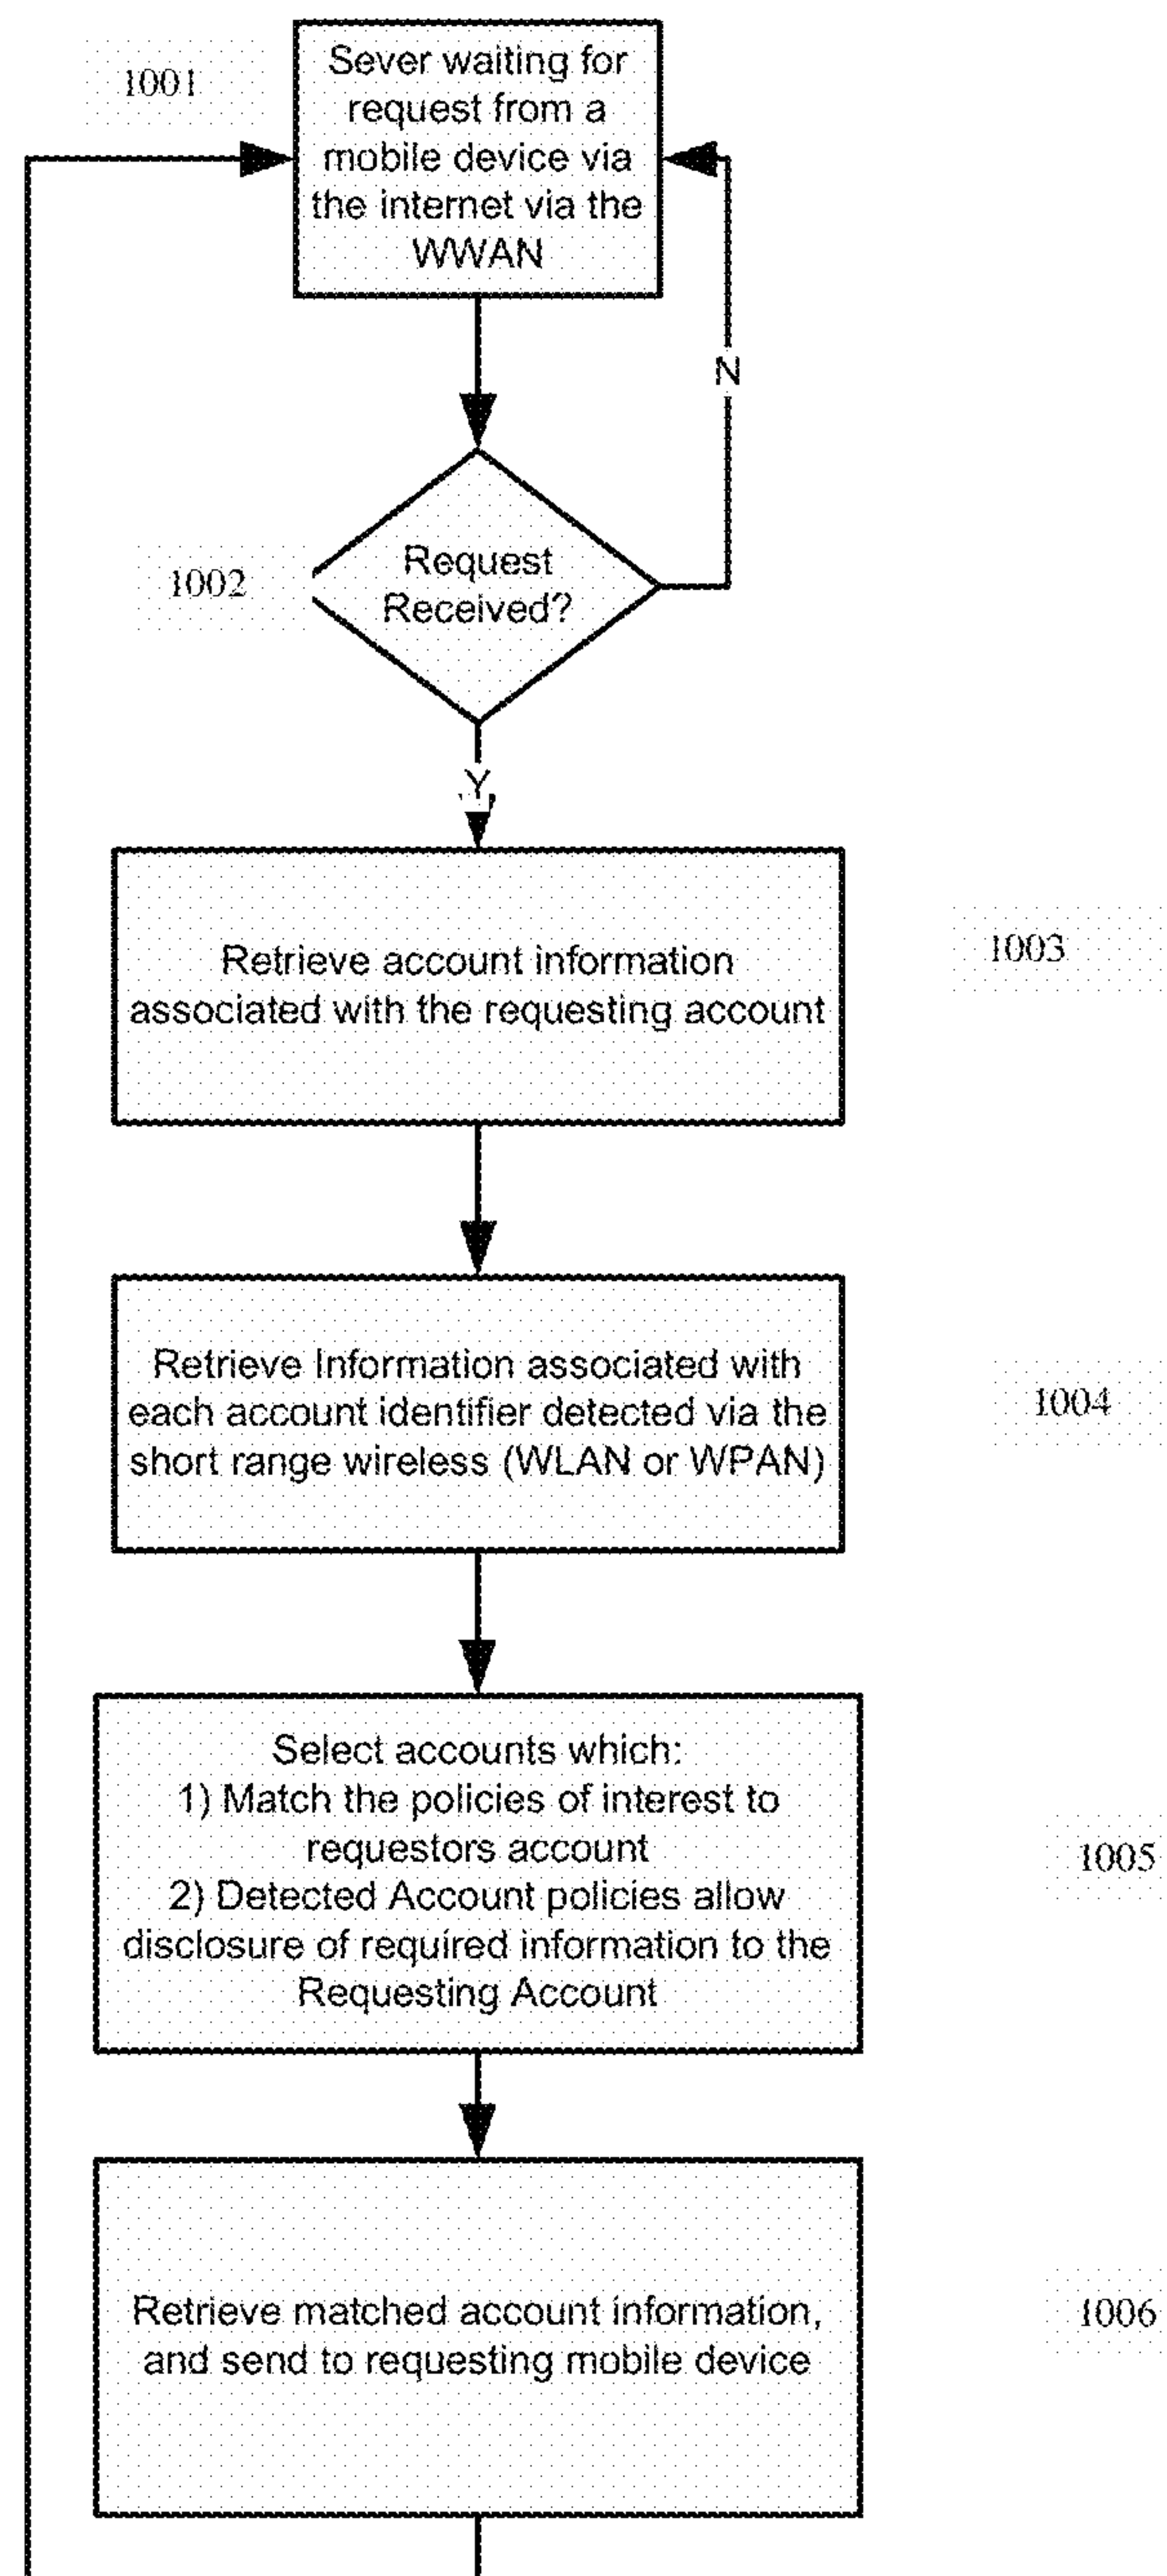 1001
Sever waiting for
request from a
mobile device via
the internet via the
WWAN
N
1002
Request
Received?
Y
Retrieve account information
associated with the requesting account
1003
Retrieve Information associated with
each account identifier detected via the
short range wireless (WLAN or WPAN)
1004
Select accounts which:
1) Match the policies of interest to
requestors account
2) Detected Account policies allow
disclosure of required information to the
Requesting Account
1005
Retrieve matched account information,
and send to requesting mobile device
1006